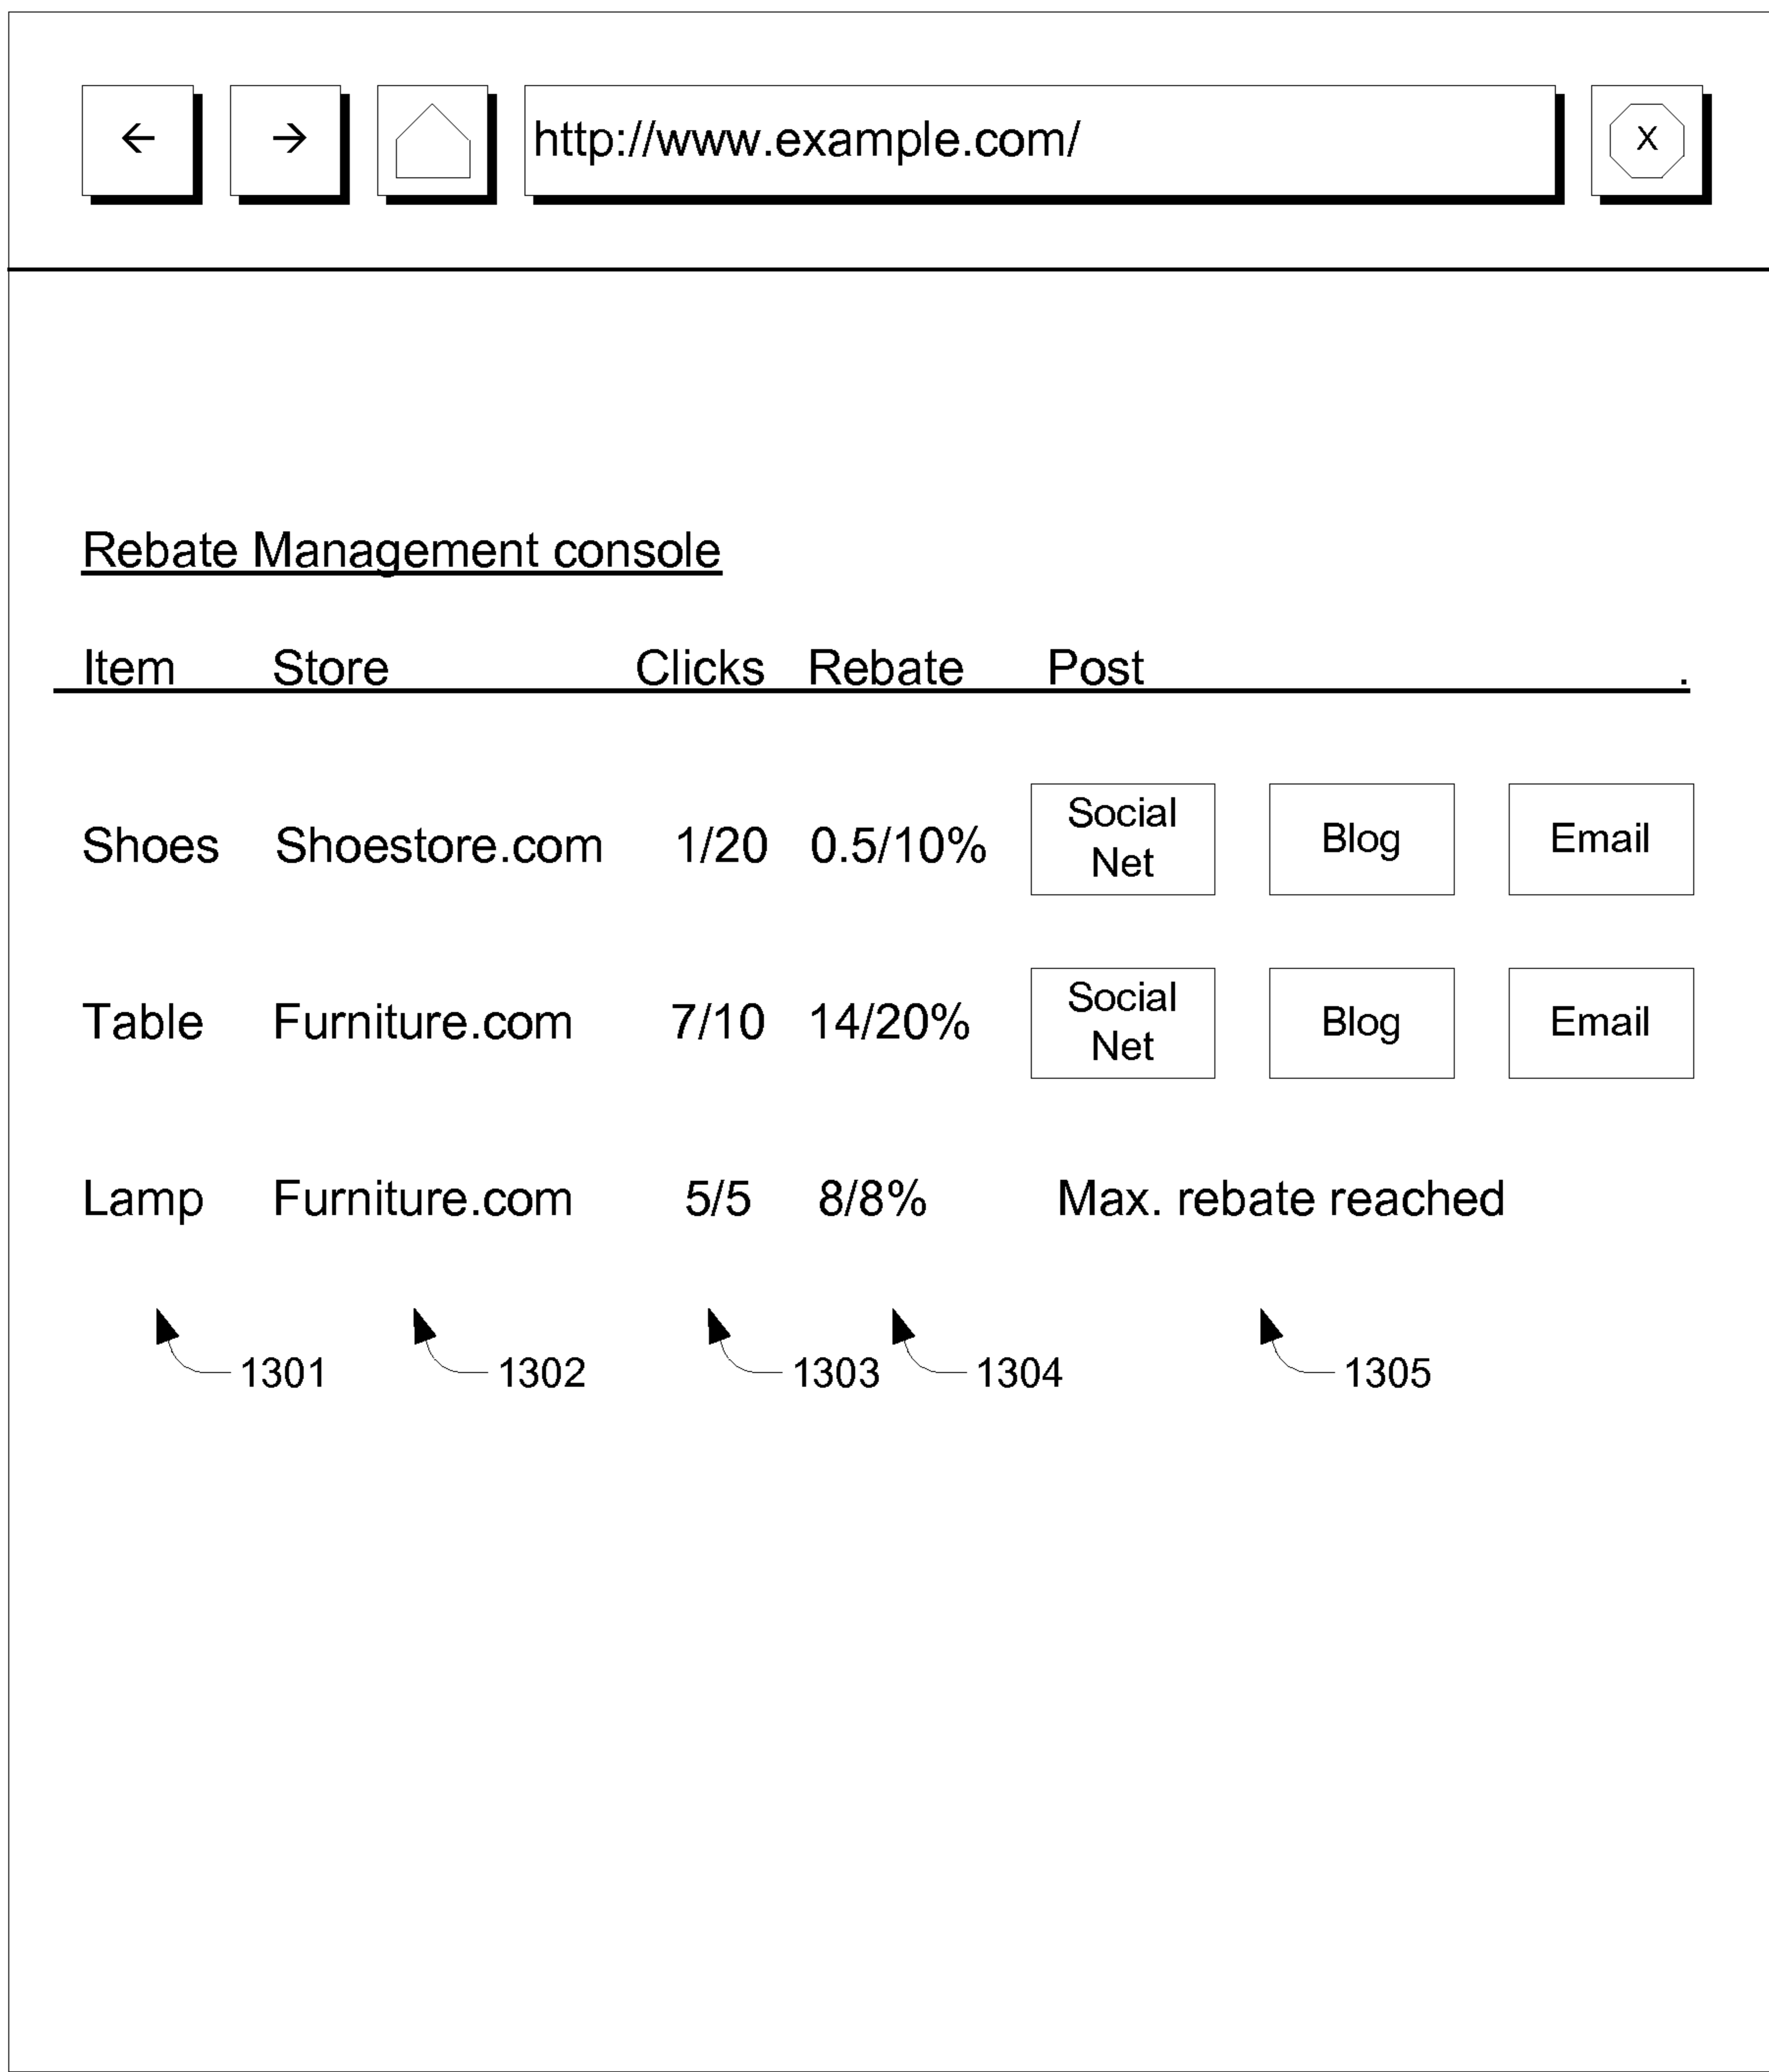 ← → http://www.example.com/ X
Rebate Management console
Item Store Clicks Rebate Post .
Shoes Shoestore.com 1/20 0.5/10% Social Net Blog Email
Table Furniture.com 7/10 14/20% Social Net Blog Email
Lamp Furniture.com 5/5 8/8% Max. rebate reached
1301 1302 1303 1304 1305